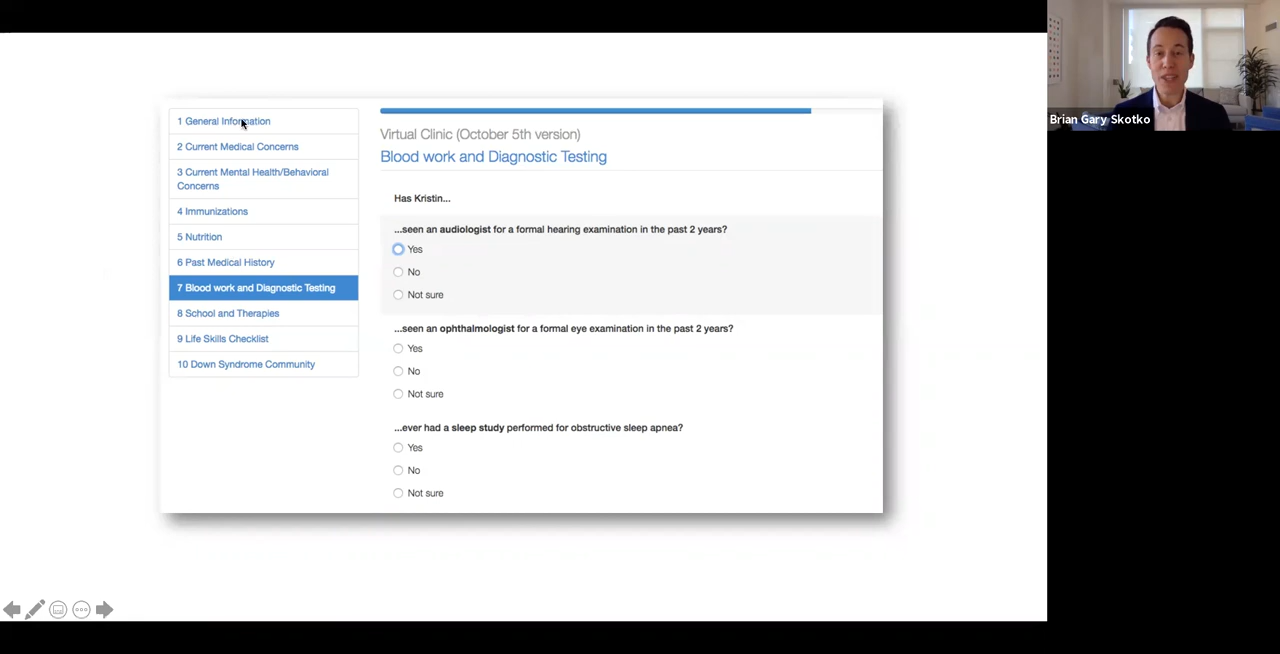 1 General Information
2 Current Medical Concerns
3 Current Mental Health/Behavioral
Concerns
4 Immunizations
5 Nutrition
6 Past Medical History
7 Blood work and Diagnostic Testing
8 School and Therapies
9 Life Skills Checklist
10 Down Syndrome Community
Virtual Clinic (October 5th version)
Blood work and Diagnostic Testing
Has Kristin...
...seen an audiologist for a formal hearing examination in the past 2 years?
Yes
No
Not sure
...seen an ophthalmologist for a formal eye examination in the past 2 years?
Yes
No
Not sure
...ever had a sleep study performed for obstructive sleep apnea?
Yes
No
Not sure
Brian Gary Skotko